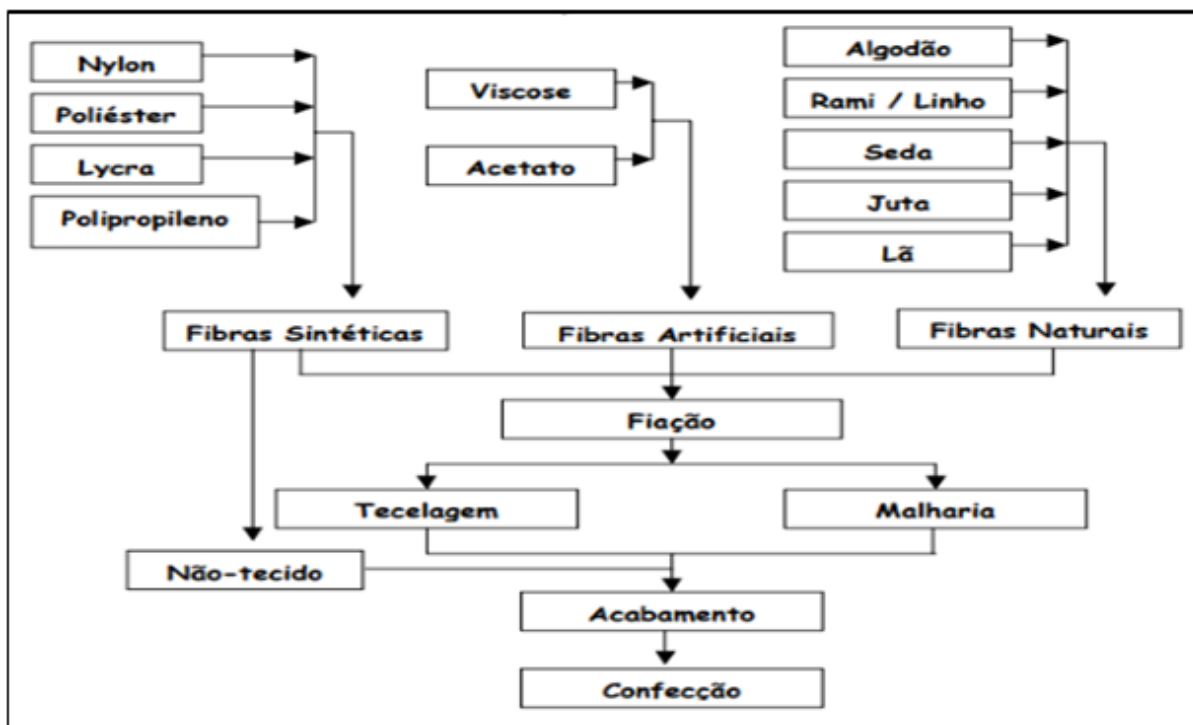 Nylon
Poliéster
Lycra
Polipropileno
Viscose
Acetato
Algodão
Rami / Linho
Seda
Juta
Lã
Fibras Sintéticas
Fibras Artificiais
Fibras Naturais
Fiação
Tecelagem
Malharia
Não-tecido
Acabamento
Confecção